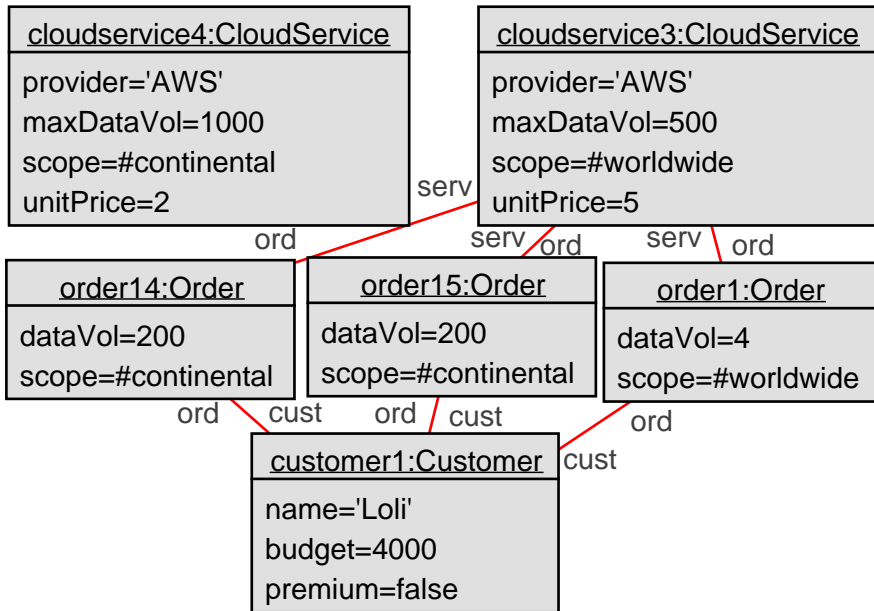 cloudservice4:CloudService
provider='AWS'
maxDataVol=1000
scope=#continental
unitPrice=2
cloudservice3:CloudService
provider='AWS'
maxDataVol=500
scope=#worldwide
unitPrice=5
serv
ord
serv
ord
serv
ord
order14:Order
dataVol=200
scope=#continental
order15:Order
dataVol=200
scope=#continental
order1:Order
dataVol=4
scope=#worldwide
ord
cust
ord
cust
ord
cust
customer1:Customer
name='Loli'
budget=4000
premium=false